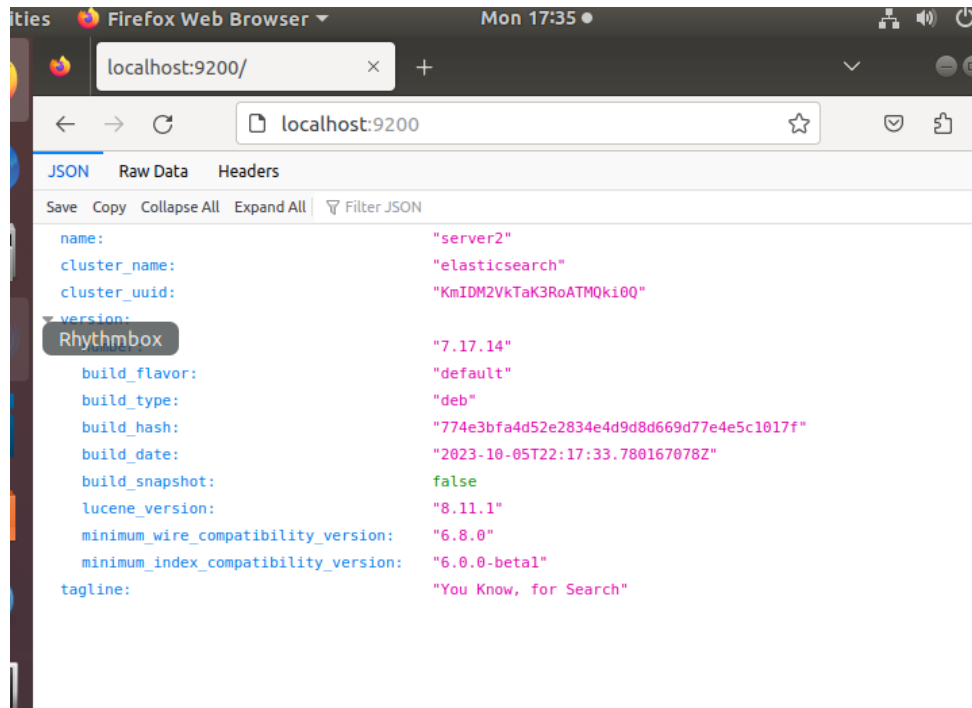 ities Firefox Web Browser Mon 17:35
localhost:9200/
localhost:9200
JSON Raw Data Headers
Save Copy Collapse All Expand All Filter JSON
name: "server2"
cluster_name: "elasticsearch"
cluster_uuid: "KmIDM2VkTaK3RoATMQki0Q"
version:
Rhythmbox
"7.17.14"
build_flavor: "default"
build_type: "deb"
build_hash: "774e3bfa4d52e2834e4d9d8d669d77e4e5c1017f"
build_date: "2023-10-05T22:17:33.780167078Z"
build_snapshot: false
lucene_version: "8.11.1"
minimum_wire_compatibility_version: "6.8.0"
minimum_index_compatibility_version: "6.0.0-beta1"
tagline: "You Know, for Search"